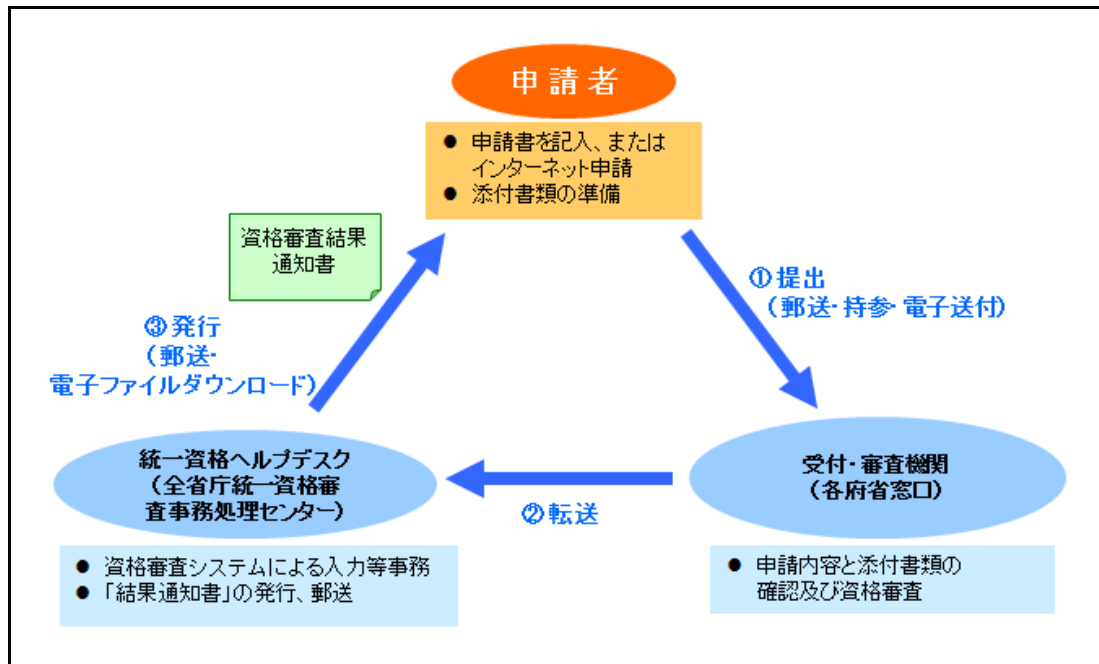 申請者
● 申請書を記入、または
インターネット申請
● 添付書類の準備
資格審査結果
通知書
①提出
(郵送・持参・電子送付)
③発行
(郵送・
電子ファイルダウンロード)
統一資格ヘルプデスク
(全省庁統一資格審
査事務処理センター)
②転送
受付・審査機関
(各府省窓口)
● 資格審査システムによる入力等事務
● 「結果通知書」の発行、郵送
● 申請内容と添付書類の
確認及び資格審査